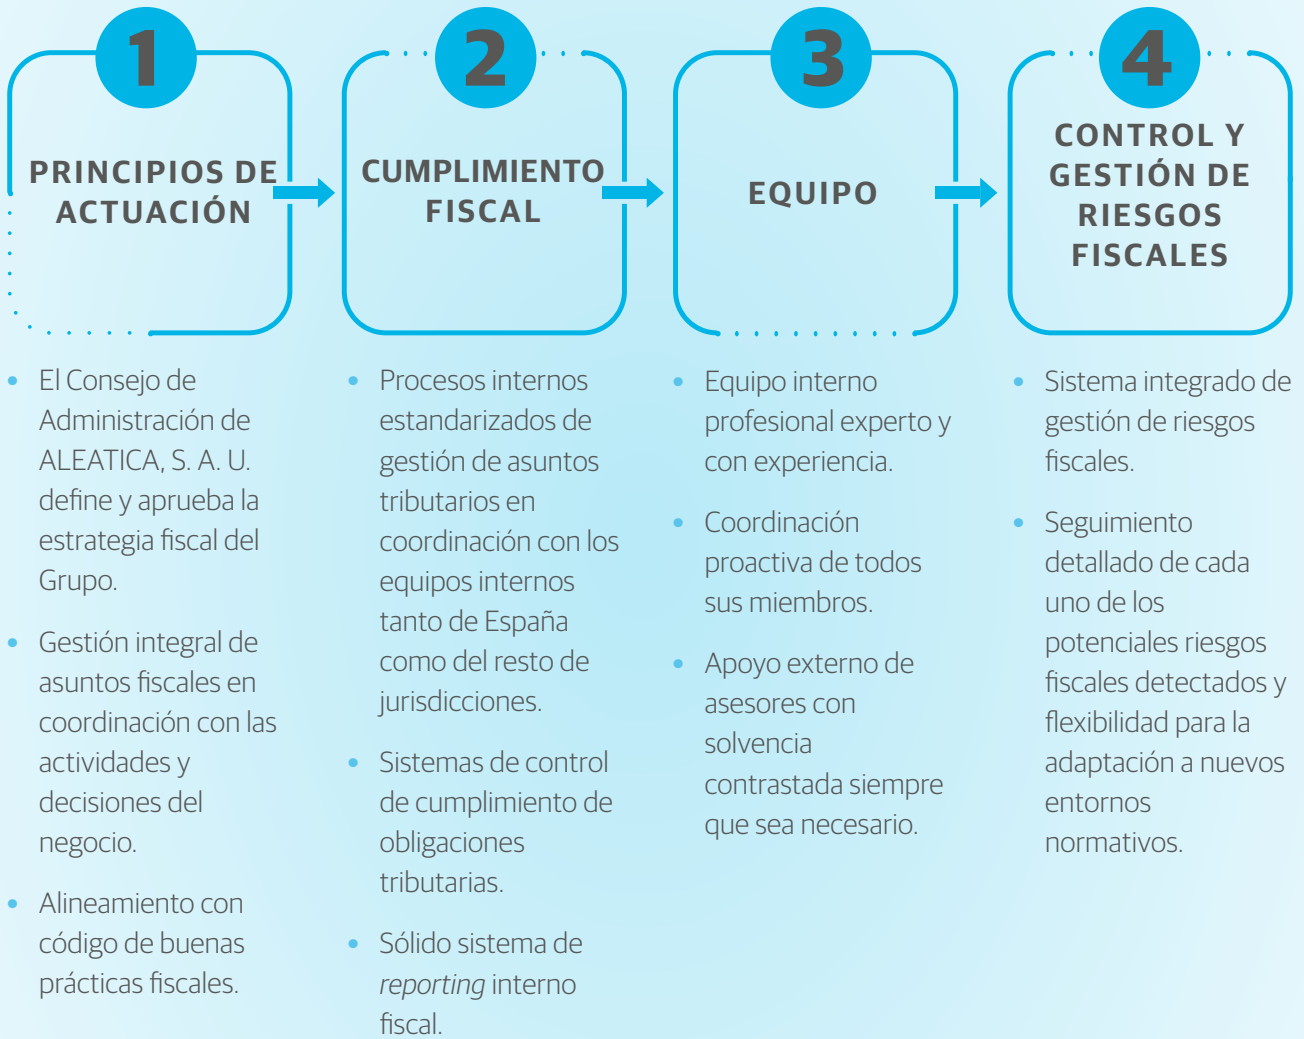 1
PRINCIPIOS DE
ACTUACIÓN
• El Consejo de
Administración de
ALEATICA, S. A. U.
define y aprueba la
estrategia fiscal del
Grupo.
• Gestión integral de
asuntos fiscales en
coordinación con las
actividades y
decisiones del
negocio.
• Alineamiento con
código de buenas
prácticas fiscales.
2
CUMPLIMIENTO
FISCAL
• Procesos internos
estandarizados de
gestión de asuntos
tributarios en
coordinación con los
equipos internos
tanto de España
como del resto de
jurisdicciones.
• Sistemas de control
de cumplimiento de
obligaciones
tributarias.
• Sólido sistema de
reporting interno
fiscal.
3
EQUIPO
• Equipo interno
profesional experto y
con experiencia.
• Coordinación
proactiva de todos
sus miembros.
• Apoyo externo de
asesores con
solvencia
contrastada siempre
que sea necesario.
4
CONTROL Y
GESTIÓN DE
RIESGOS
FISCALES
• Sistema integrado de
gestión de riesgos
fiscales.
• Seguimiento
detallado de cada
uno de los
potenciales riesgos
fiscales detectados y
flexibilidad para la
adaptación a nuevos
entornos
normativos.